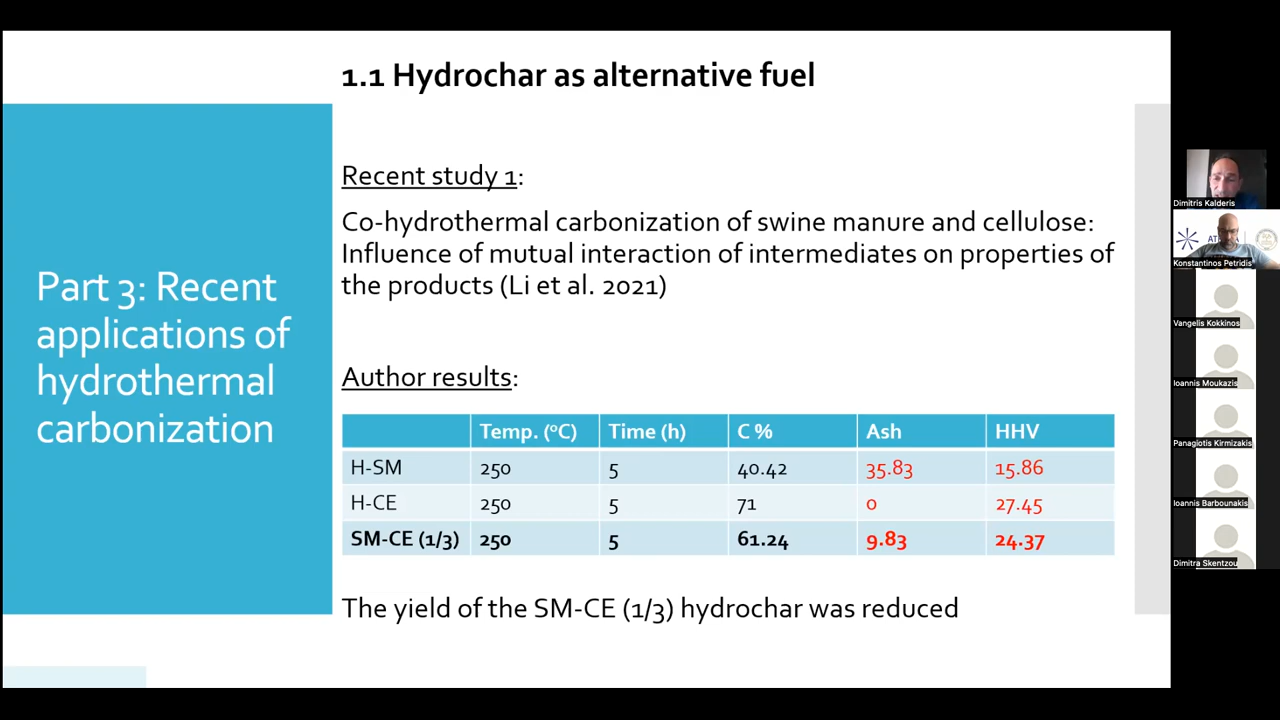 1.1 Hydrochar as alternative fuel
Part 3: Recent
applications of
hydrothermal
carbonization
Recent study 1:
Co-hydrothermal carbonization of swine manure and cellulose:
Influence of mutual interaction of intermediates on properties of
the products (Li et al. 2021)
Author results:
Temp. (ºC) Time (h) C % Ash HHV
H-SM 250 5 40.42 35.83 15.86
H-CE 250 5 71 0 27.45
SM-CE (1/3) 250 5 61.24 9.83 24.37
The yield of the SM-CE (1/3) hydrochar was reduced
Dimitris Kalderis
Konstantinos Petridis
Vangelis Kokkinos
Ioannis Moukazis
Panagiotis Kirmizakis
Ioannis Barbounakis
Dimitra Skentzou